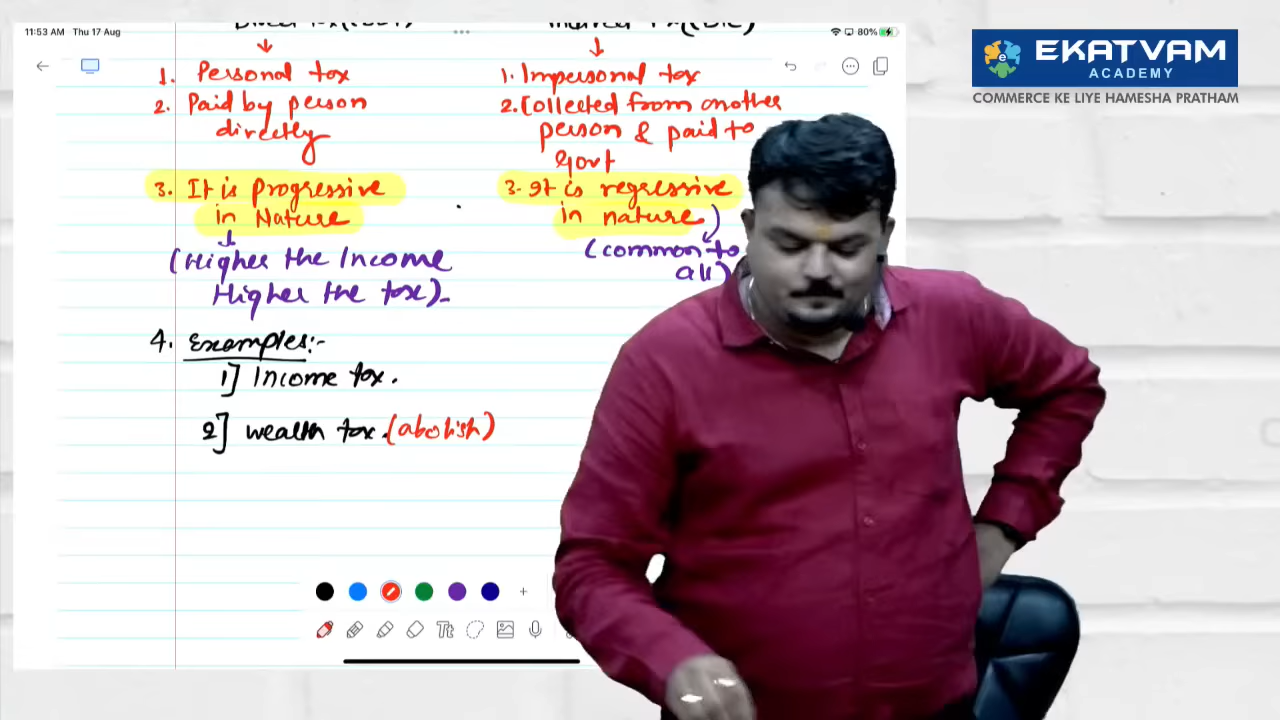 11:53 AM Thu 17 Aug
80%
EKATVAM
ACADEMY
COMMERCE KE LIYE HAMESHA PRATHAM
1. Personal tax
2. Paid by person
directly
3. It is progressive
in Nature
(Higher the Income
Higher the tax).
4. Examples:-
1] Income tax.
2] wealth tax. (abolish)
1. Impersonal tax
2. Collected from another
person & paid to
Govt
3. It is regressive
in nature
(common to
all)